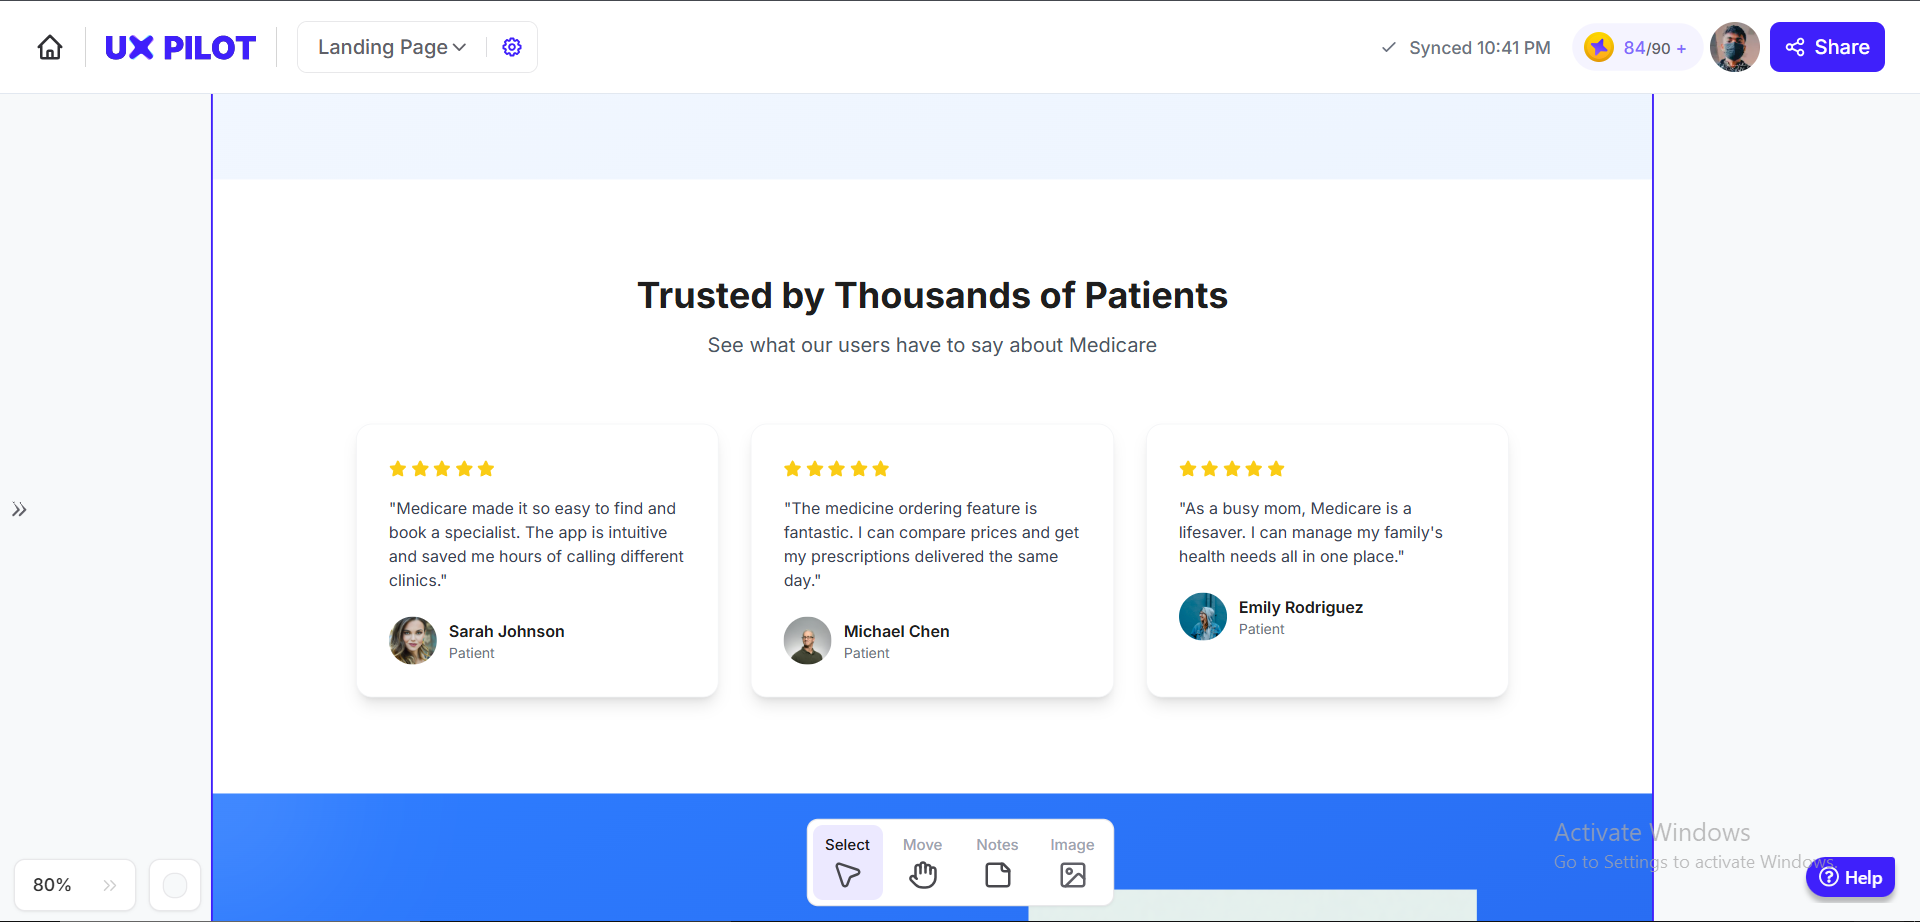 UX PILOT
Landing Page
Synced 10:41 PM
84/90 +
Share
Trusted by Thousands of Patients
See what our users have to say about Medicare
"Medicare made it so easy to find and
book a specialist. The app is intuitive
and saved me hours of calling different
clinics."
Sarah Johnson
Patient
"The medicine ordering feature is
fantastic. I can compare prices and get
my prescriptions delivered the same
day."
Michael Chen
Patient
"As a busy mom, Medicare is a
lifesaver. I can manage my family's
health needs all in one place."
Emily Rodriguez
Patient
Select
Move
Notes
Image
80%
Activate Windows
Go to Settings to activate Windows.
Help